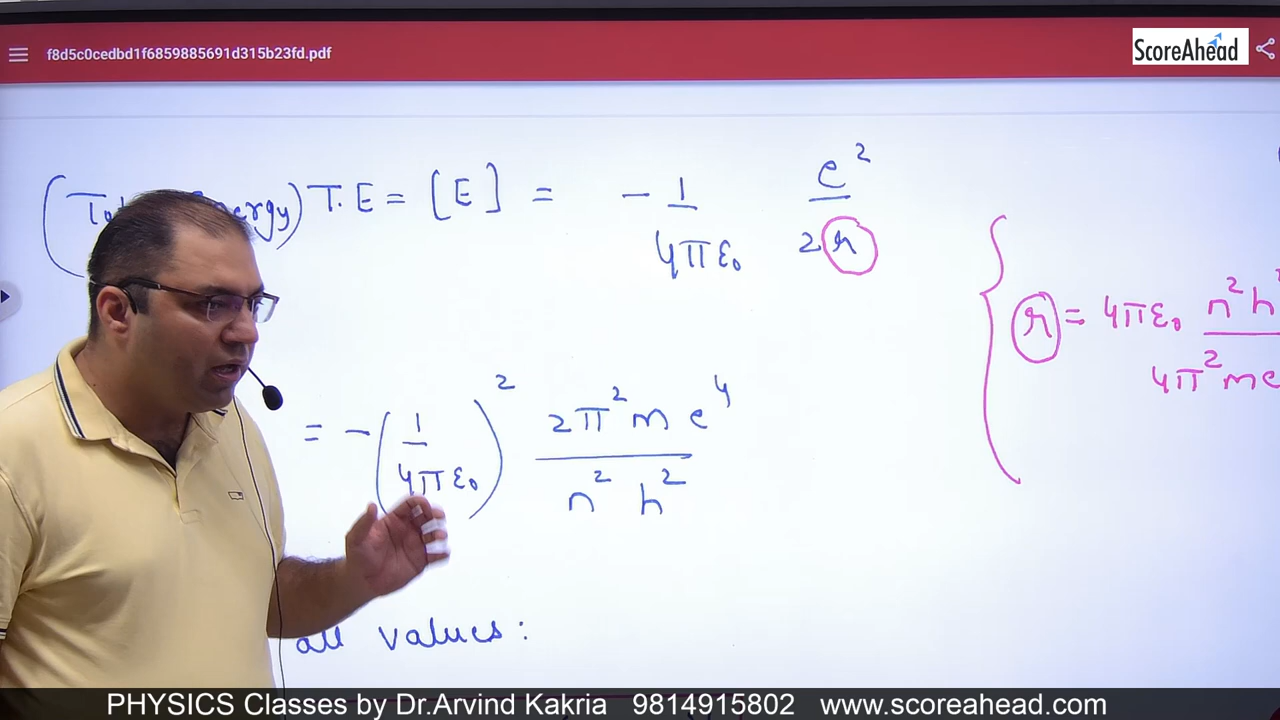 f8d5c0cedbd1f6859885691d315b23fd.pdf
ScoreAhead
T.E = [E] = - 1/4πε₀ e²/2r
r = 4πε₀ n²h
4π²me
= - (1/4πε₀)² 2π²me⁴/n²h²
all values:
PHYSICS Classes by Dr.Arvind Kakria 9814915802 www.scoreahead.com